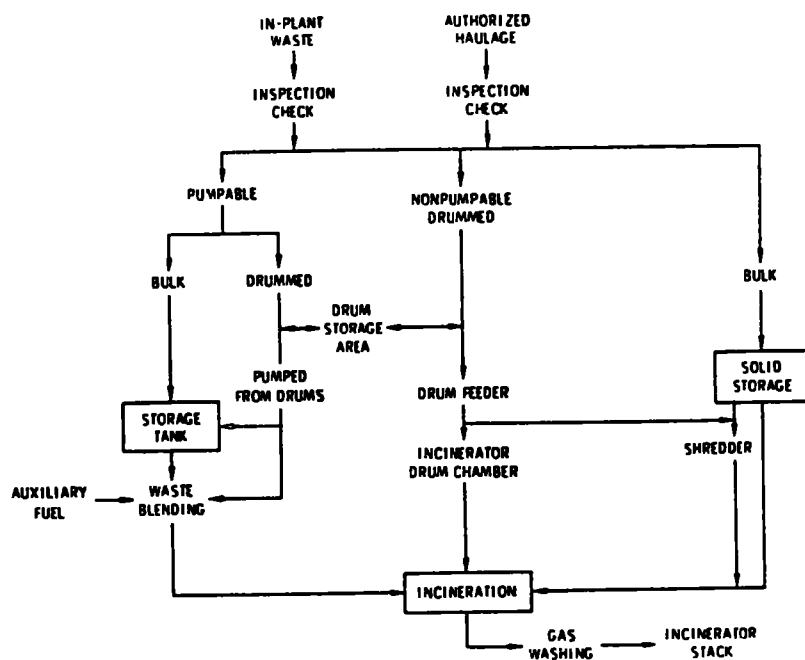 IN-PLANT
WASTE
AUTHORIZED
HAULAGE
INSPECTION
CHECK
INSPECTION
CHECK
PUMPABLE
NONPUMPABLE
DRUMMED
BULK
DRUMMED
BULK
DRUM
STORAGE
AREA
PUMPED
FROM DRUMS
DRUM FEEDER
SOLID
STORAGE
STORAGE
TANK
INCINERATOR
DRUM CHAMBER
SHREDDER
AUXILIARY
FUEL
WASTE
BLENDING
INCINERATION
GAS
WASHING
INCINERATOR
STACK